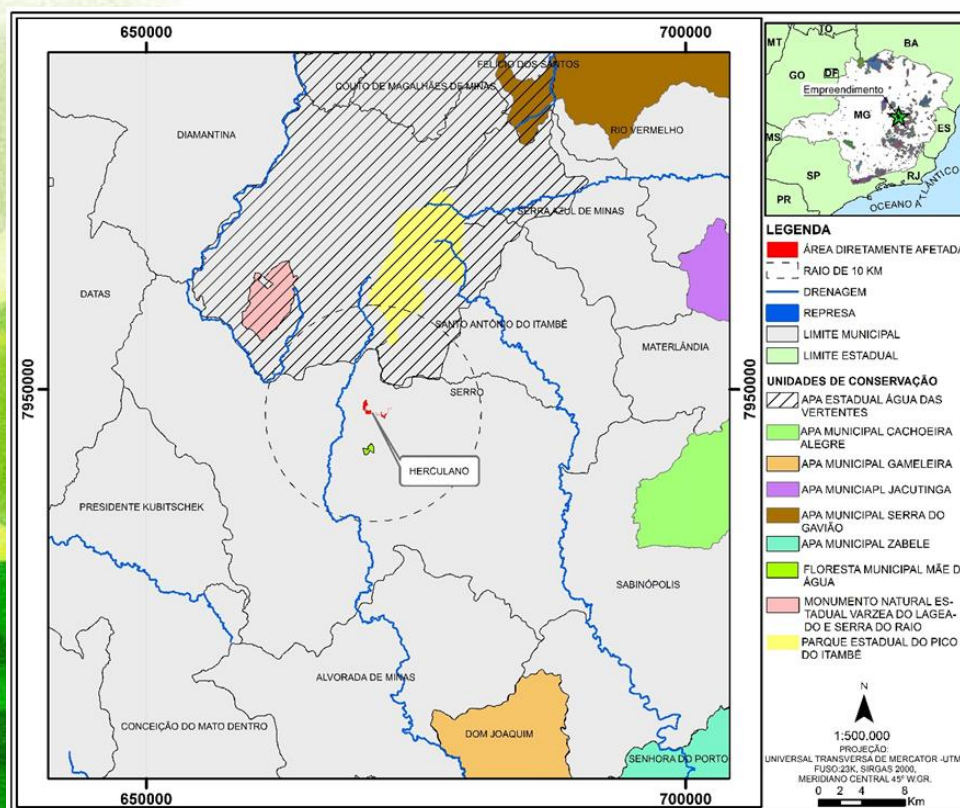 650000
700000
FELÍCIO DOS SANTOS
COUTO DE MAGALHÃES DE MINAS
DIAMANTINA
RIO VERMELHO
SERRA AZUL DE MINAS
DATAS
SANTO ANTÔNIO DO ITAMBÉ
MATERLÂNDIA
7950000
7950000
SERRO
HERCULANO
PRESIDENTE KUBITSCHEK
SABINÓPOLIS
ALVORADA DE MINAS
CONCEIÇÃO DO MATO DENTRO
DOM JOAQUIM
SENHORA DO PORTO
650000
700000
TO
MT
BA
GO
DF
Empreendimento
MG
ES
MS
SP
RJ
PR
OCEANO ATLÂNTICO
LEGENDA
ÁREA DIRETAMENTE AFETADA
RAIO DE 10 KM
DRENAGEM
REPRESA
LIMITE MUNICIPAL
LIMITE ESTADUAL
UNIDADES DE CONSERVAÇÃO
APA ESTADUAL ÁGUA DAS
VERTENTES
APA MUNICIPAL CACHOEIRA
ALEGRE
APA MUNICIPAL GAMELEIRA
APA MUNICIAPL JACUTINGA
APA MUNICIPAL SERRA DO
GAVIÃO
APA MUNICIPAL ZABELE
FLORESTA MUNICIPAL MÃE D
ÁGUA
MONUMENTO NATURAL ES-
TADUAL VARZEA DO LAGEA-
DO E SERRA DO RAIO
PARQUE ESTADUAL DO PICO
DO ITAMBÉ
N
1:500.000
PROJEÇÃO:
UNIVERSAL TRANSVERSA DE MERCATOR -UTM
FUSO:23K, SIRGAS 2000,
MERIDIANO CENTRAL 45° W.GR.
0 2 4 8
Km